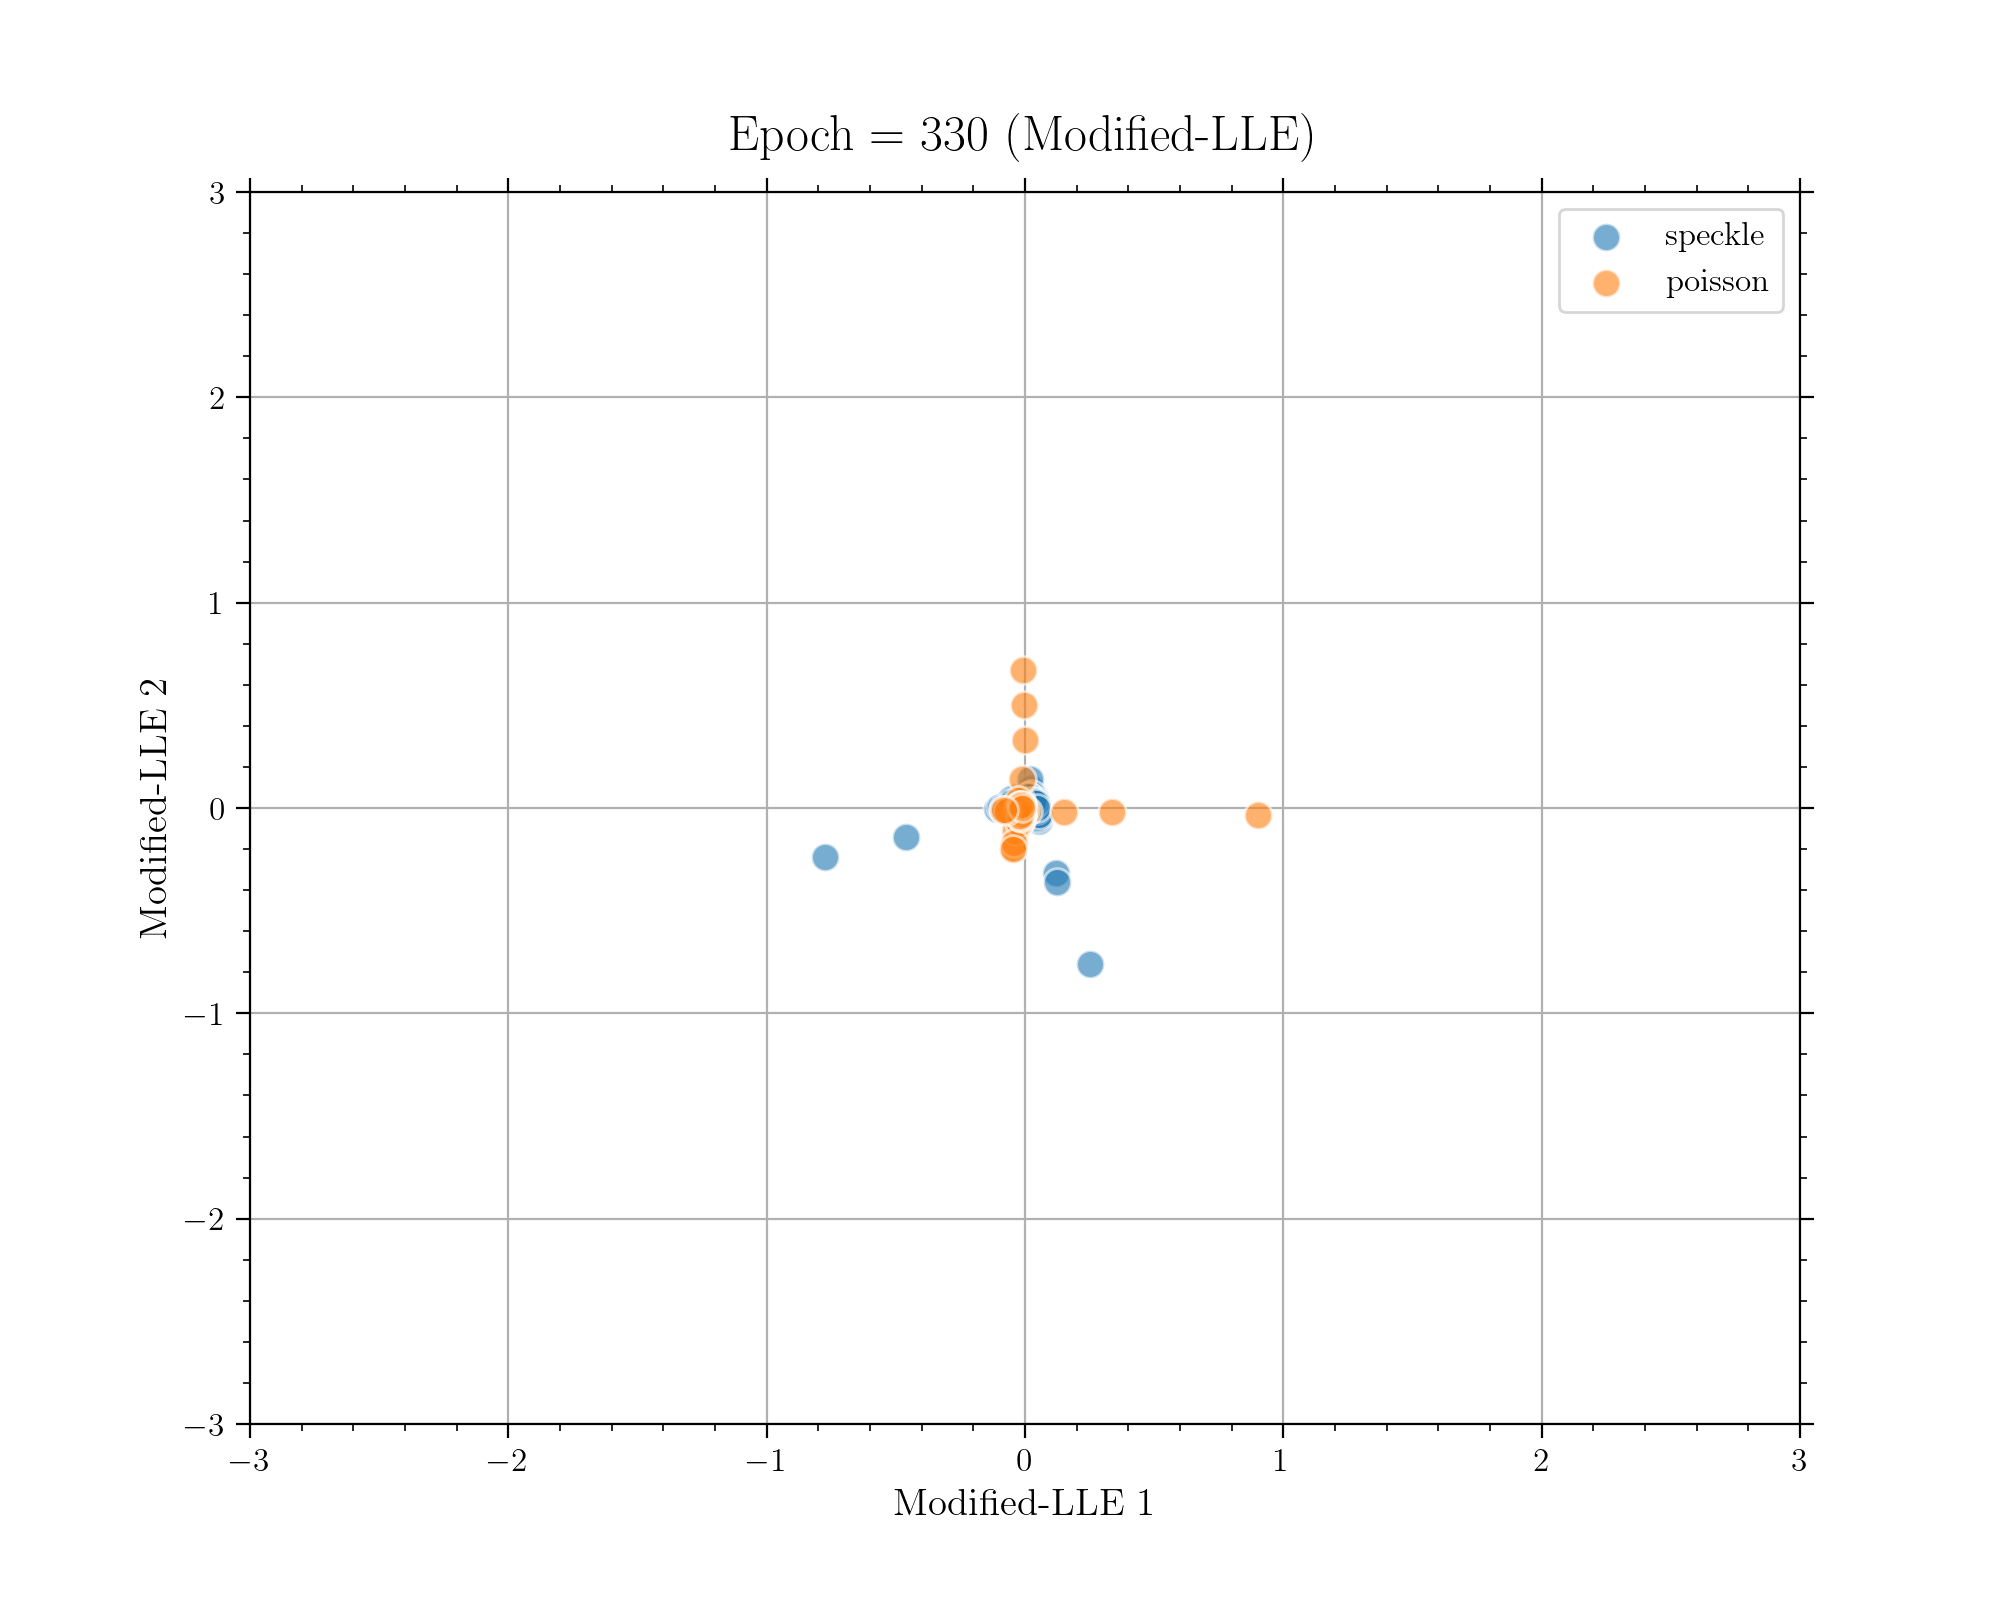 Epoch = 330 (Modified-LLE)
speckle
poisson
3
2
1
0
−1
−2
−3
Modified-LLE 2
−3
−2
−1
0
1
2
3
Modified-LLE 1